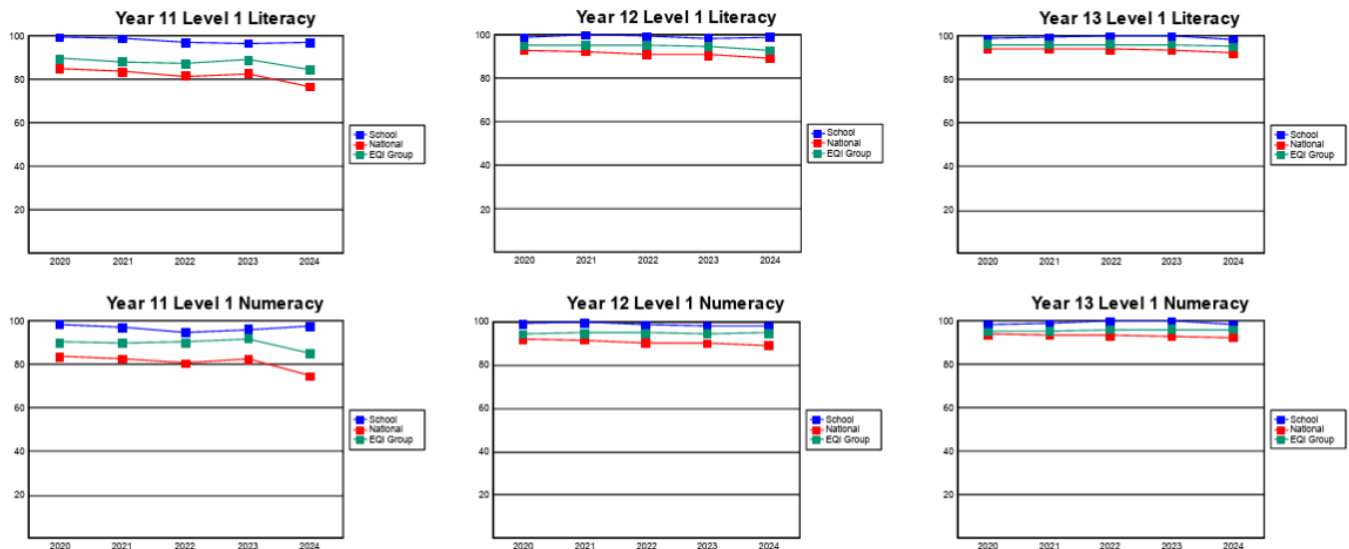 Year 11 Level 1 Literacy
100
80
60
40
20
2020 2021 2022 2023 2024
School
National
EQI Group
Year 12 Level 1 Literacy
100
80
60
40
20
2020 2021 2022 2023 2024
School
National
EQI Group
Year 13 Level 1 Literacy
100
80
60
40
20
2020 2021 2022 2023 2024
School
National
EQI Group
Year 11 Level 1 Numeracy
100
80
60
40
20
2020 2021 2022 2023 2024
School
National
EQI Group
Year 12 Level 1 Numeracy
100
80
60
40
20
2020 2021 2022 2023 2024
School
National
EQI Group
Year 13 Level 1 Numeracy
100
80
60
40
20
2020 2021 2022 2023 2024
School
National
EQI Group